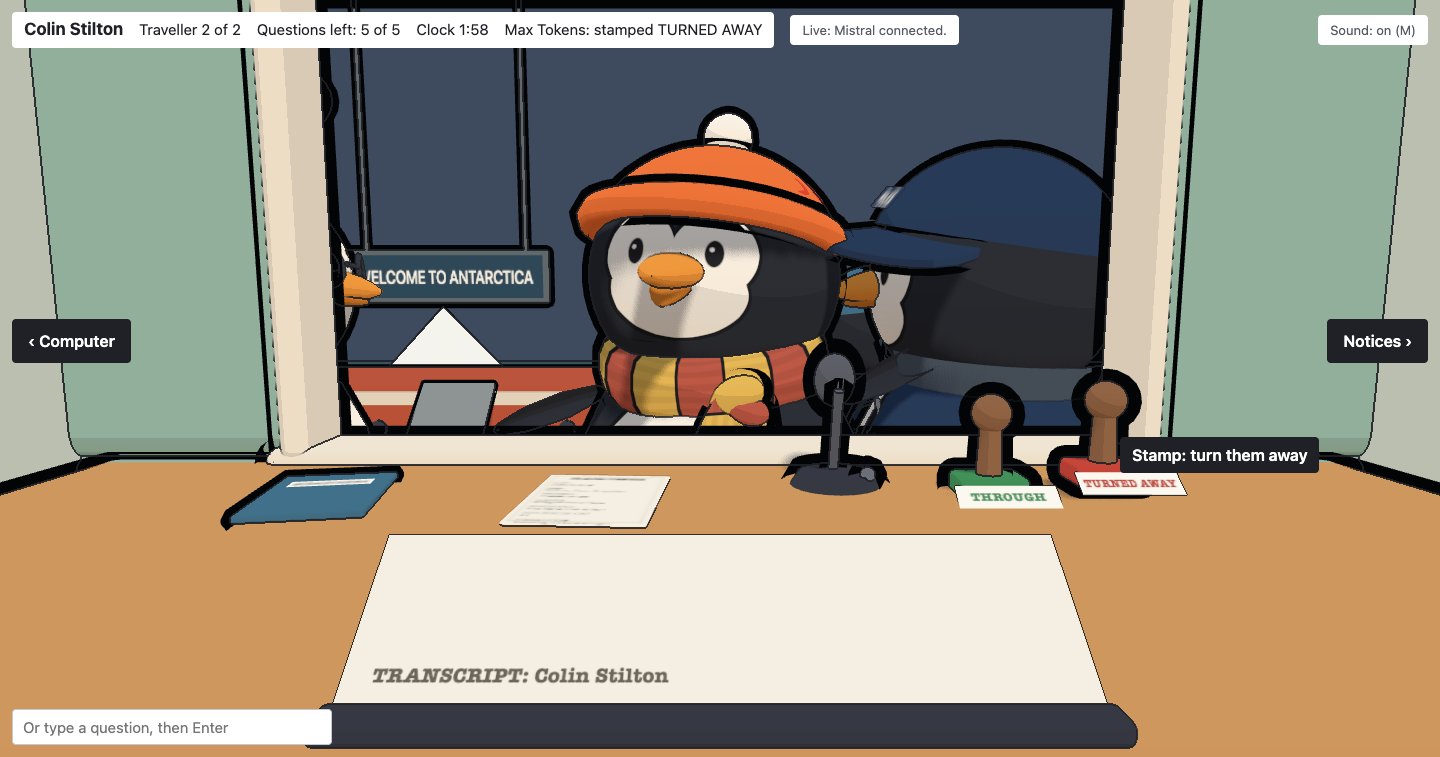 Colin Stilton Traveller 2 of 2 Questions left: 5 of 5 Clock 1:58 Max Tokens: stamped TURNED AWAY
Live: Mistral connected.
Sound: on (M)
WELCOME TO ANTARCTICA
‹ Computer
Notices ›
Stamp: turn them away
THROUGH
TURNED AWAY
TRANSCRIPT: Colin Stilton
Or type a question, then Enter